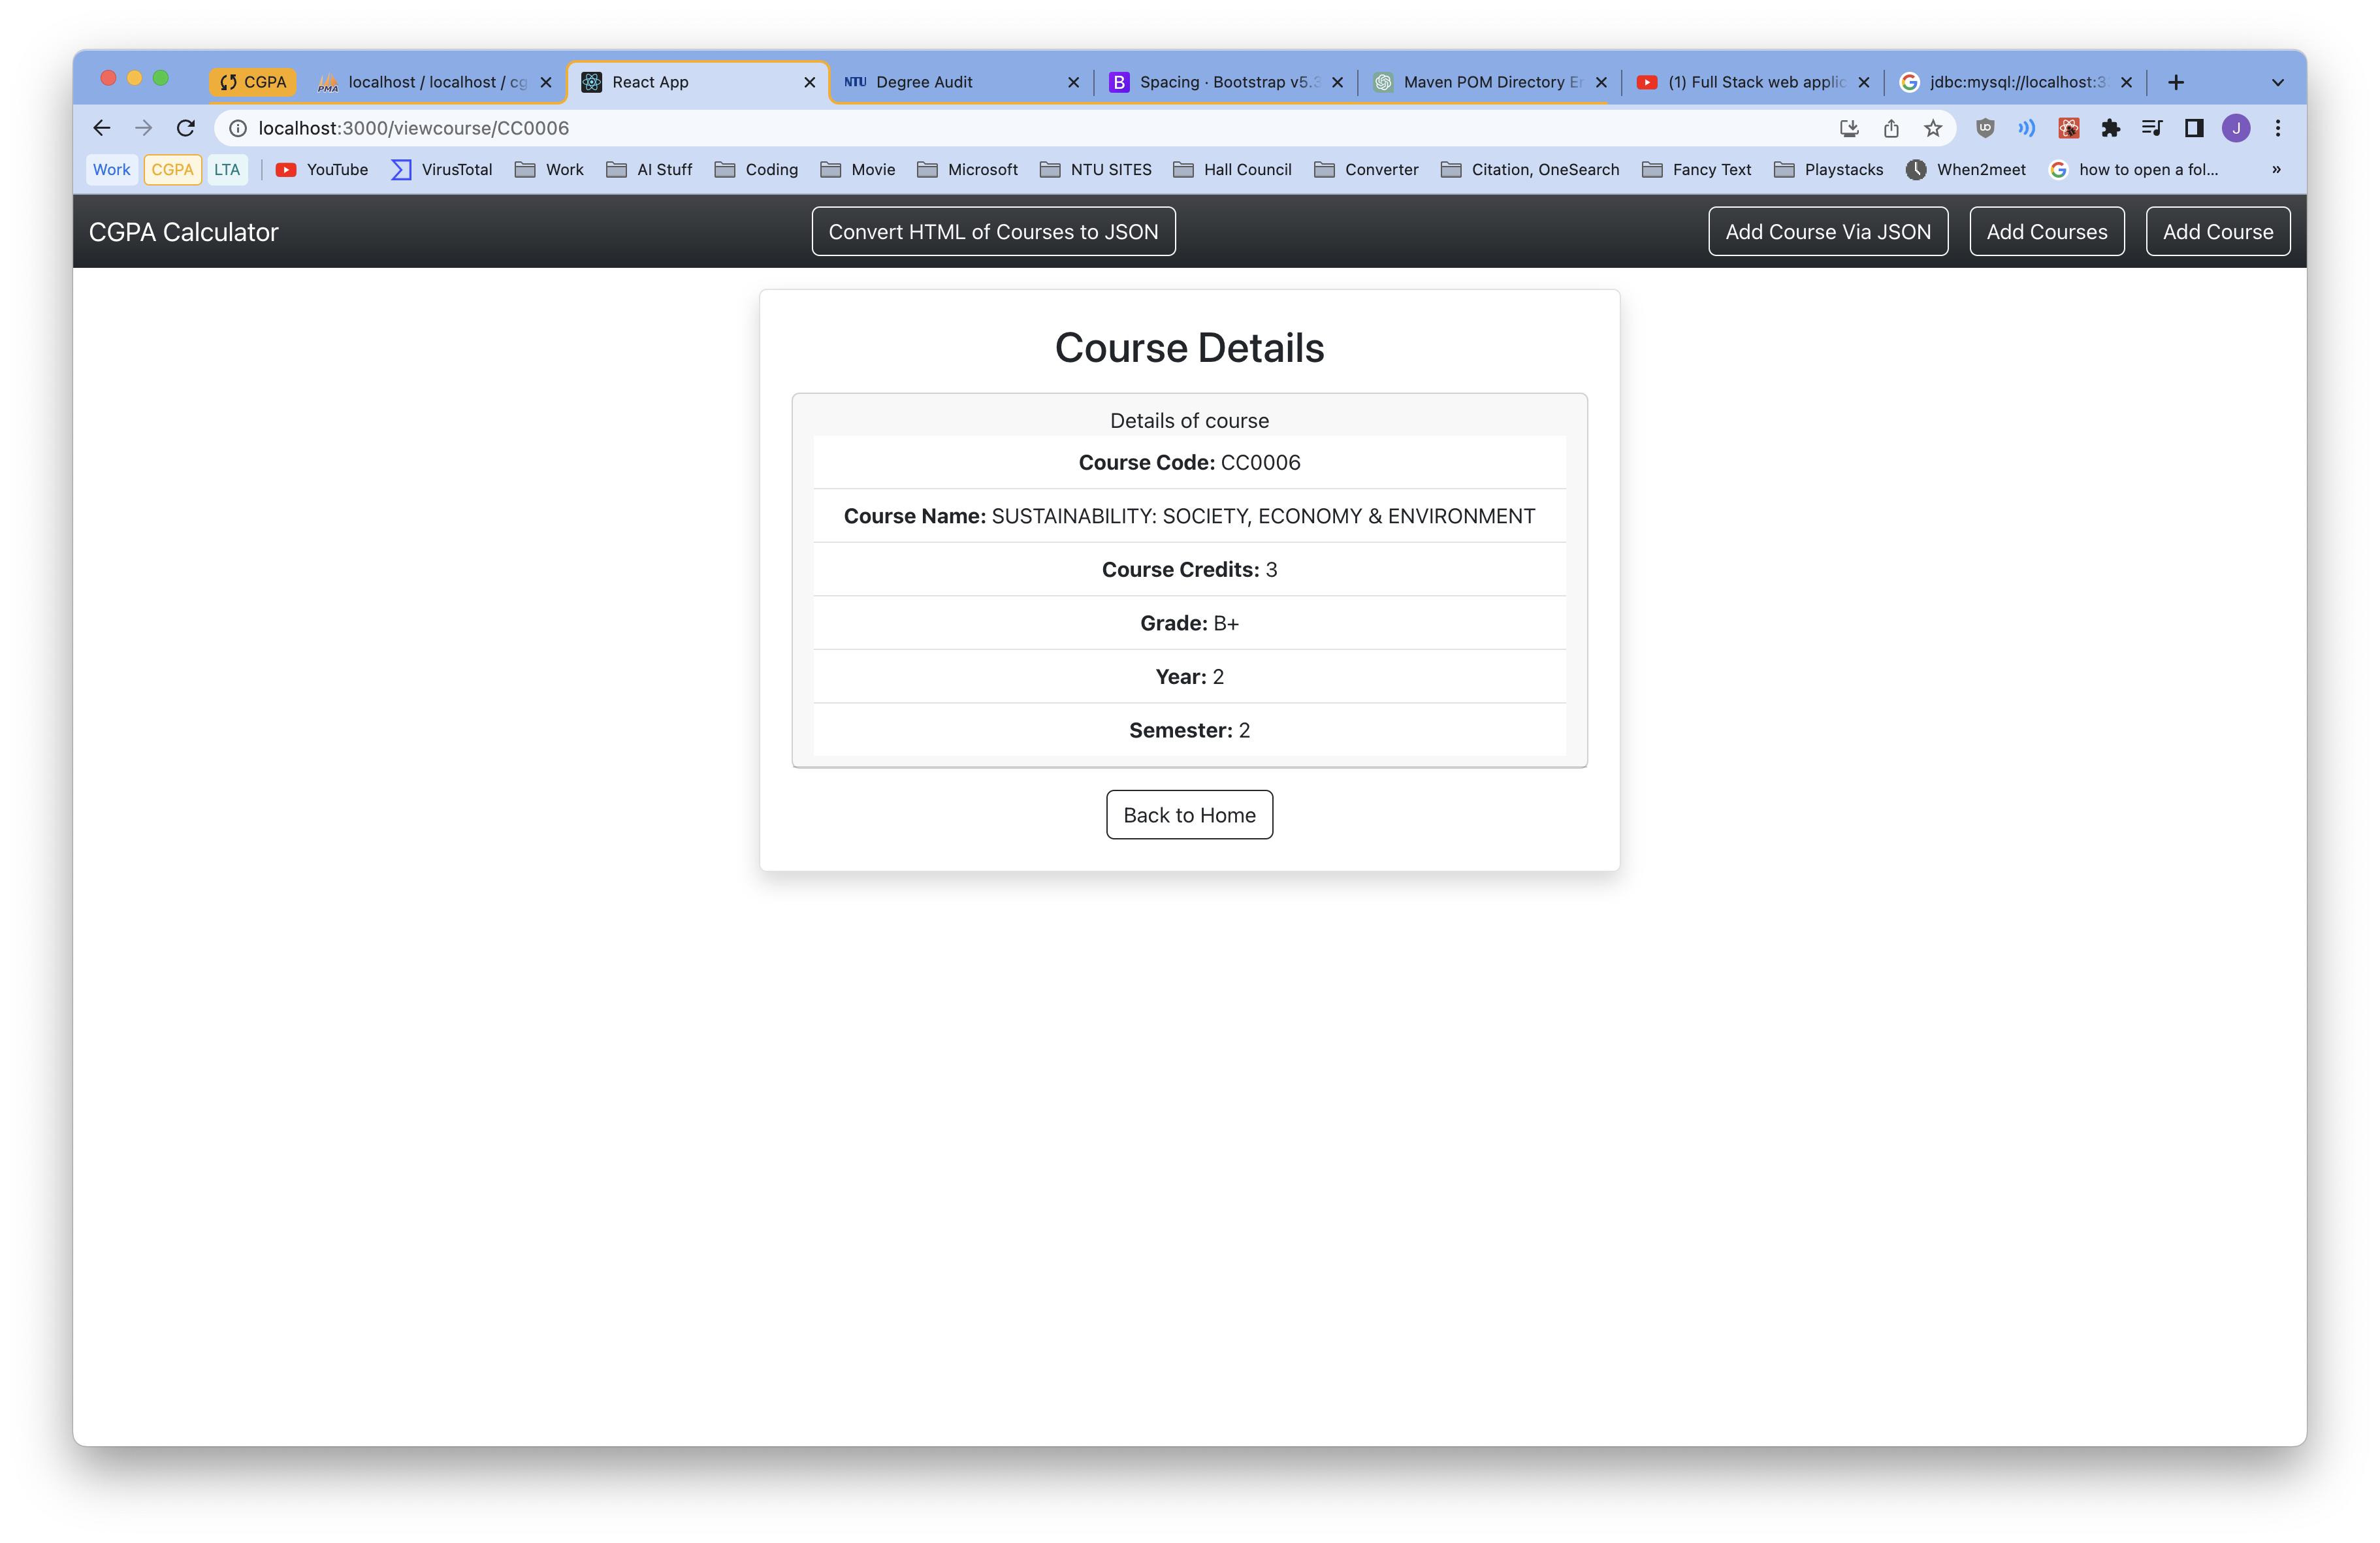 CGPA
localhost / localhost / cg
React App
NTU Degree Audit
B Spacing · Bootstrap v5.3
Maven POM Directory Er
(1) Full Stack web applic
jdbc:mysql://localhost:3
PMA
localhost:3000/viewcourse/CC0006
J
Work CGPA LTA YouTube VirusTotal Work AI Stuff Coding Movie Microsoft NTU SITES Hall Council Converter Citation, OneSearch Fancy Text Playstacks When2meet how to open a fol... »
CGPA Calculator
Convert HTML of Courses to JSON
Add Course Via JSON
Add Courses
Add Course
Course Details
Details of course
Course Code: CC0006
Course Name: SUSTAINABILITY: SOCIETY, ECONOMY & ENVIRONMENT
Course Credits: 3
Grade: B+
Year: 2
Semester: 2
Back to Home